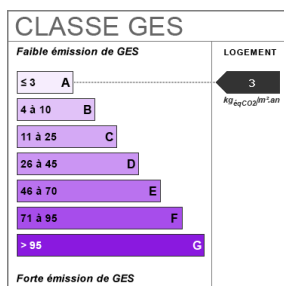 CLASSE GES
Faible émission de GES
LOGEMENT
≤ 3 A
3
kgéqCO2/m².an
4 à 10 B
11 à 25 C
26 à 45 D
46 à 70 E
71 à 95 F
> 95 G
Forte émission de GES